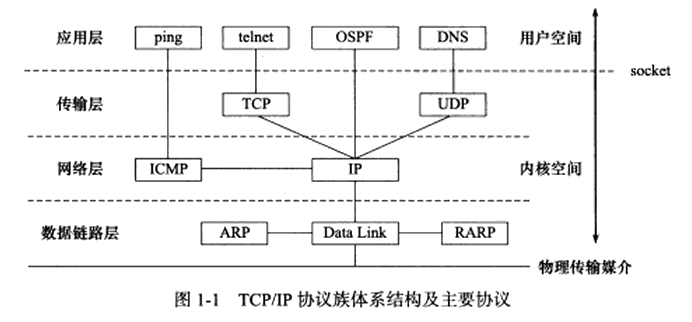 应用层 ping telnet OSPF DNS 用户空间
socket
传输层 TCP UDP
网络层 ICMP IP 内核空间
数据链路层 ARP Data Link RARP
物理传输媒介
图 1-1 TCP/IP 协议族体系结构及主要协议